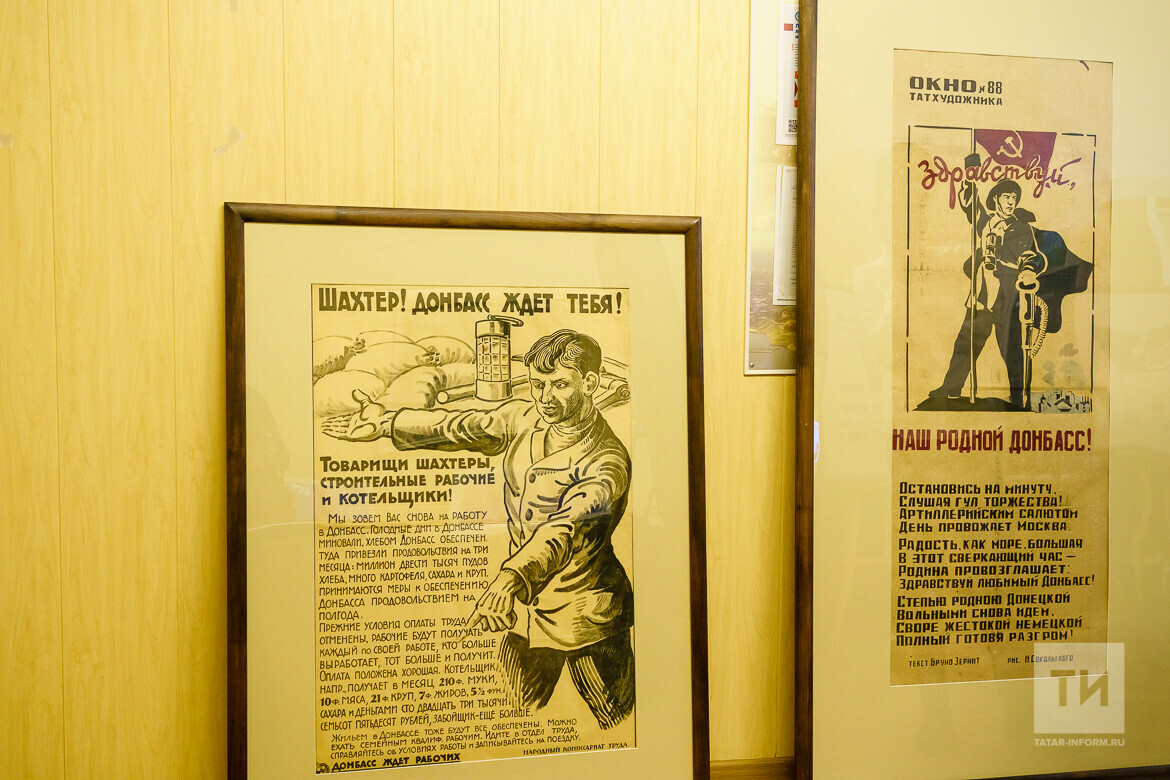 ШАХТЕР! ДОНБАСС ЖДЕТ ТЕБЯ!
ТОВАРИЩИ ШАХТЕРЫ,
СТРОИТЕЛЬНЫЕ РАБОЧИЕ
И КОТЕЛЬЩИКИ!
МЫ ЗОВЕМ ВАС СНОВА НА РАБОТУ
В ДОНБАСС. ГОЛОДНЫЕ ДНИ В ДОНБАССЕ
МИНОВАЛИ, ХЛЕБОМ ДОНБАСС ОБЕСПЕЧЕН.
ТУДА ПРИВЕЗЛИ ПРОДОВОЛЬСТВИЯ НА ТРИ
МЕСЯЦА: МИЛЛИОН ДВЕСТИ ТЫСЯЧ ПУДОВ
ХЛЕБА, МНОГО КАРТОФЕЛЯ, САХАРА И КРУП.
ПРИНИМАЮТСЯ МЕРЫ К ОБЕСПЕЧЕНИЮ
ДОНБАССА ПРОДОВОЛЬСТВИЕМ НА
ПОЛГОДА.
ПРЕЖНИЕ УСЛОВИЯ ОПЛАТЫ ТРУДА
ОТМЕНЕНЫ, РАБОЧИЕ БУДУТ ПОЛУЧАТЬ
КАЖДЫЙ ПО СВОЕЙ РАБОТЕ, КТО БОЛЬШЕ
ВЫРАБОТАЕТ, ТОТ БОЛЬШЕ И ПОЛУЧИТ.
ОПЛАТА ПОЛОЖЕНА ХОРОШАЯ. КОТЕЛЬЩИК,
НАПР., ПОЛУЧАЕТ В МЕСЯЦ 210 Ф. МУКИ,
10 Ф. МЯСА, 21 Ф. КРУП, 7 Ф. ЖИРОВ, 5 ½ ФУН.
САХАРА И ДЕНЬГАМИ СТО ДВАДЦАТЬ ТРИ ТЫСЯЧИ
СЕМЬСОТ ПЯТЬДЕСЯТ РУБЛЕЙ, ЗАБОЙЩИК-ЕЩЕ БОЛЬШЕ.
ЖИЛЬЕМ В ДОНБАССЕ ТОЖЕ БУДУТ ВСЕ ОБЕСПЕЧЕНЫ. МОЖНО
ЕХАТЬ СЕМЕЙНЫМ КВАЛИФ. РАБОЧИМ. ИДИТЕ В ОТДЕЛ ТРУДА,
СПРАВЛЯЙТЕСЬ ОБ УСЛОВИЯХ РАБОТЫ И ЗАПИСЫВАЙТЕСЬ НА ПОЕЗДКУ.
НАРОДНЫЙ КОМИССАРИАТ ТРУДА
ДОНБАСС ЖДЕТ РАБОЧИХ
ОКНО №88
ТАТХУДОЖНИКА
Здравствуй,
НАШ РОДНОЙ ДОНБАСС!
ОСТАНОВИСЬ НА МИНУТУ,
СЛУШАЯ ГУЛ ТОРЖЕСТВА!
АРТИЛЛЕРИЙСКИМ САЛЮТОМ
ДЕНЬ ПРОВОЖАЕТ МОСКВА.
РАДОСТЬ, КАК МОРЕ, БОЛЬШАЯ
В ЭТОТ СВЕРКАЮЩИЙ ЧАС –
РОДИНА ПРОВОЗГЛАШАЕТ:
ЗДРАВСТВУЙ ЛЮБИМЫЙ ДОНБАСС!
СТЕПЬЮ РОДНОЮ ДОНЕЦКОЙ
ВОЛЬНЫМИ СНОВА ИДЕМ,
СВОРЕ ЖЕСТОКОЙ НЕМЕЦКОЙ
ПОЛНЫЙ ГОТОВЯ РАЗГРОМ!
ТЕКСТ БРУНО ЗЕРНИТ РИС. Н. СОКОЛЬСКОГО
ТИ
TATAR-INFORM.RU